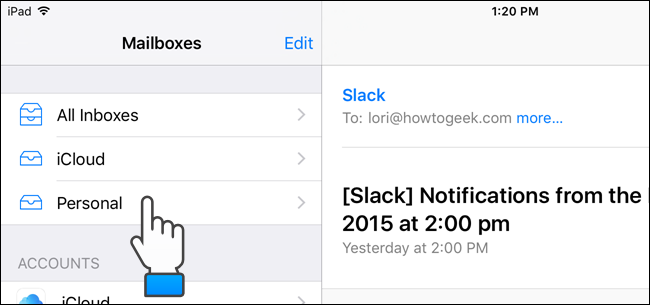 iPad
1:20 PM
Mailboxes
Edit
All Inboxes
iCloud
Personal
ACCOUNTS
iCloud
Slack
To: lori@howtogeek.com more...
[Slack] Notifications from the
2015 at 2:00 pm
Yesterday at 2:00 PM